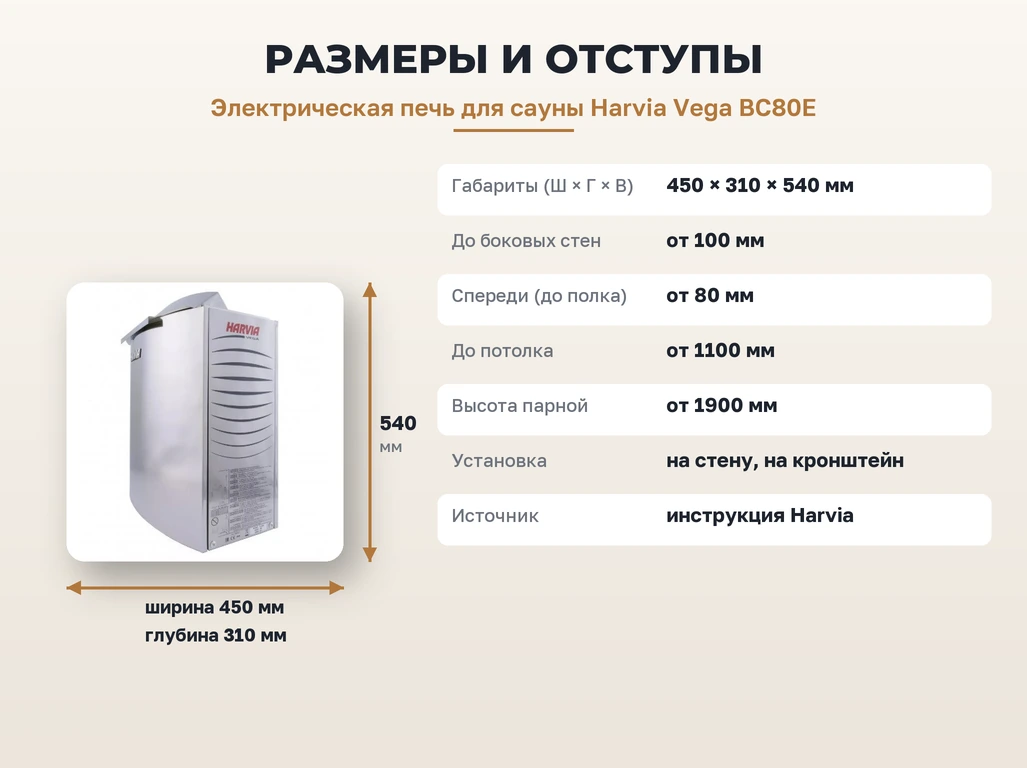 РАЗМЕРЫ И ОТСТУПЫ
Электрическая печь для сауны Harvia Vega BC80E
Габариты (Ш × Г × В) 450 × 310 × 540 мм
До боковых стен от 100 мм
Спереди (до полка) от 80 мм
До потолка от 1100 мм
Высота парной от 1900 мм
Установка на стену, на кронштейн
Источник инструкция Harvia
HARVIA
540
мм
ширина 450 мм
глубина 310 мм